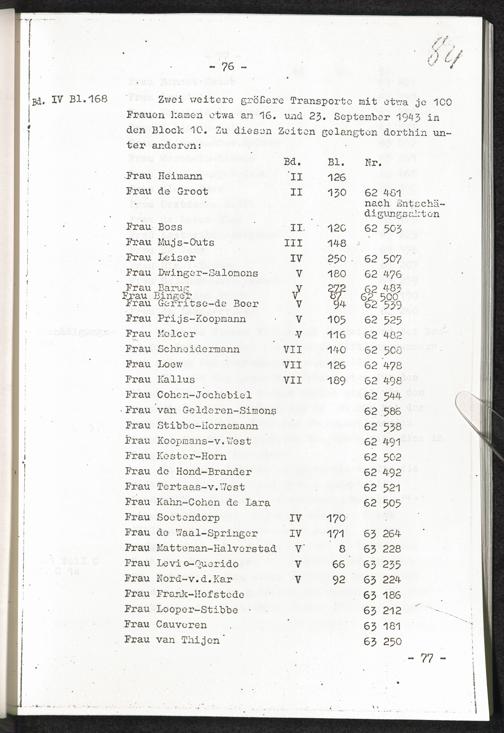 84
- 76 -
Bd. IV Bl.168 Zwei weitere größere Transporte mit etwa je 100
Frauen kamen etwa am 16. und 23. September 1943 in
den Block 10. Zu diesen Zeiten gelangten dorthin un-
ter anderen:
Bd. Bl. Nr.
Frau Heimann II 126
Frau de Groot II 130 62 481
nach Entschä-
digungsakten
Frau Boss II 120 62 503
Frau Mujs-Outs III 148
Frau Leiser IV 250 62 507
Frau Dwinger-Salomons V 180 62 476
Frau Barug V 272 62 483
Frau Binger V 87 62 500
Frau Gerritse-de Boer V 94 62 539
Frau Prijs-Koopmann V 105 62 525
Frau Melcer V 116 62 482
Frau Schneidermann VII 140 62 508
Frau Loew VII 126 62 478
Frau Kallus VII 189 62 498
Frau Cohen-Jochebiel 62 544
Frau van Gelderen-Simons 62 586
Frau Stibbe-Hornemann 62 538
Frau Koopmans-v.West 62 491
Frau Kester-Horn 62 502
Frau de Hond-Brander 62 492
Frau Tertaas-v.West 62 521
Frau Kahn-Cohen de Lara 62 505
Frau Soetendorp IV 170
Frau de Waal-Springer IV 171 63 264
Frau Matteman-Halverstad V 8 63 228
Frau Levie-Querido V 66 63 235
Frau Nord-v.d.Kar V 92 63 224
Frau Frank-Hofstede 63 186
Frau Looper-Stibbe 63 212
Frau Cauveren 63 181
Frau van Thijen 63 250
- 77 -